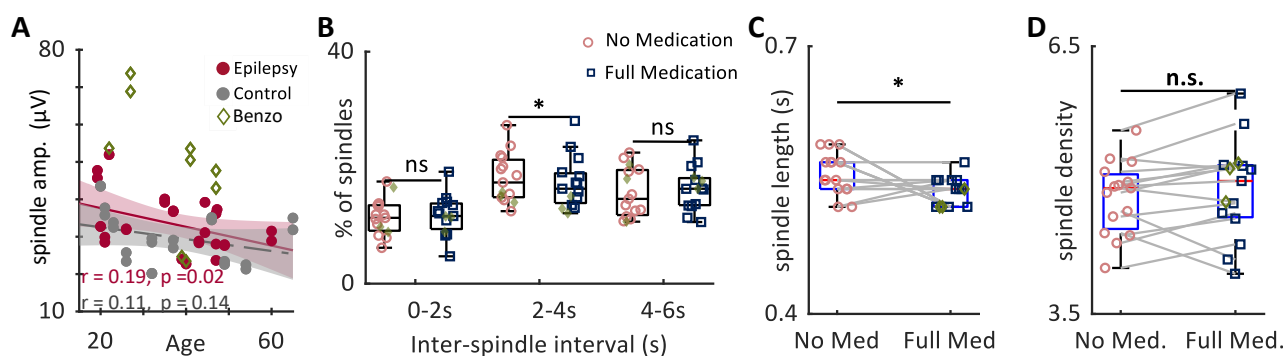 A
80
spindle amp. (µV)
Epilepsy
Control
Benzo
r = 0.19, p =0.02
r = 0.11, p = 0.14
10
20
Age
60
B
40
% of spindles
0
No Medication
Full Medication
ns
*
ns
0-2s
2-4s
4-6s
Inter-spindle interval (s)
C
0.7
spindle length (s)
*
0.4
No Med
Full Med
D
6.5
spindle density
n.s.
3.5
No Med.
Full Med.